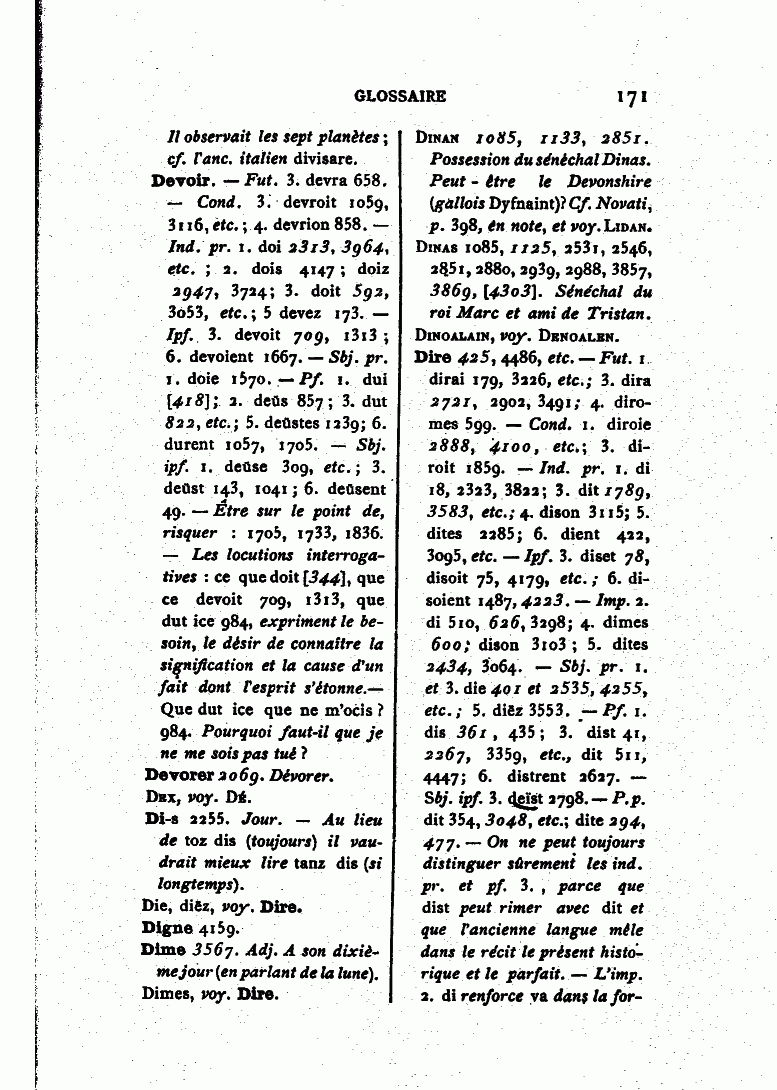 GLOSSAIRE 171
Il observait les sept planètes ;
cf. l'anc. italien divisare.
Devoir. — Fut. 3. devra 658.
— Cond. 3. devroit 1059,
3116, etc. ; 4. devrion 858. —
Ind. pr. 1. doi 2313, 3964,
etc. ; 2. dois 4147 ; doiz
2947, 3724; 3. doit 592,
3053, etc. ; 5 devez 173. —
Ipf. 3. devoit 709, 1313 ;
6. devoient 1667. — Sbj. pr.
1. doie 1570. — Pf. 1. dui
[418] ; 2. deüs 857 ; 3. dut
822, etc. ; 5. deüstes 1239; 6.
durent 1057, 1705. — Sbj.
ipf. 1. deüse 309, etc. ; 3.
deüst 143, 1041 ; 6. deüsent
49. — Être sur le point de,
risquer : 1705, 1733, 1836.
— Les locutions interroga-
tives : ce que doit [344], que
ce devoit 709, 1313, que
dut ice 984, expriment le be-
soin, le désir de connaître la
signification et la cause d'un
fait dont l'esprit s'étonne.—
Que dut ice que ne m'ocis ?
984. Pourquoi faut-il que je
ne me sois pas tué ?
Devorer 2069. Dévorer.
Dex, voy. Dé.
Di-s 2255. Jour. — Au lieu
de toz dis (toujours) il vau-
drait mieux lire tanz dis (si
longtemps).
Die, diëz, voy. Dire.
Digne 4159.
Dime 3567. Adj. A son dixiè-
me jour (en parlant de la lune).
Dimes, voy. Dire.
Dinan 1085, 1133, 2851.
Possession du sénéchal Dinas.
Peut - être le Devonshire
(gallois Dyfnaint)? Cf. Novati,
p. 398, en note, et voy. Lidan.
Dinas 1085, 1125, 2531, 2546,
2851, 2880, 2939, 2988, 3857,
3869, [4303]. Sénéchal du
roi Marc et ami de Tristan.
Dinoalain, voy. Denoalen.
Dire 425, 4486, etc. — Fut. 1.
dirai 179, 3226, etc.; 3. dira
2721, 2902, 3491; 4. diro-
mes 599. — Cond. 1. diroie
2888, 4100, etc.; 3. di-
roit 1859. — Ind. pr. 1. di
18, 2323, 3822; 3. dit 1789,
3583, etc.; 4. dison 3115; 5.
dites 2285; 6. dient 422,
3095, etc. — Ipf. 3. diset 78,
disoit 75, 4179, etc. ; 6. di-
soient 1487, 4223. — Imp. 2.
di 510, 626, 3298; 4. dimes
600; dison 3103 ; 5. dites
2434, 3064. — Sbj. pr. 1.
et 3. die 401 et 2535, 4255,
etc. ; 5. diëz 3553. — Pf. 1.
dis 361, 435; 3. dist 41,
2267, 3359, etc., dit 511,
4447; 6. distrent 2627. —
Sbj. ipf. 3. deïst 2798. — P.p.
dit 354, 3048, etc.; dite 294,
477. — On ne peut toujours
distinguer sûrement les ind.
pr. et pf. 3. , parce que
dist peut rimer avec dit et
que l'ancienne langue mêle
dans le récit le présent histo-
rique et le parfait. — L'imp.
2. di renforce va dans la for-